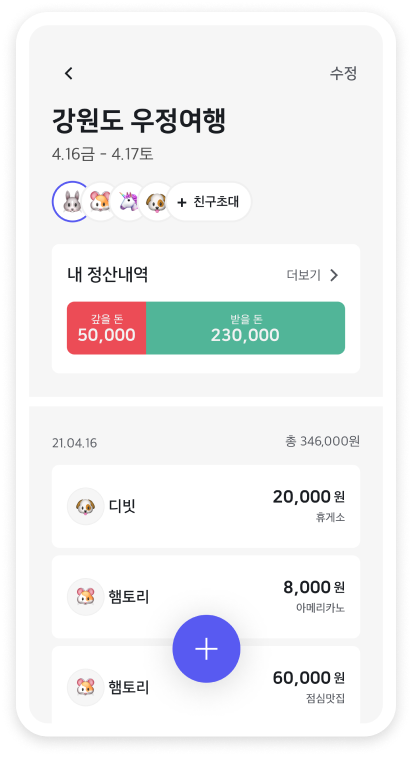 수정
강원도 우정여행
4.16금 - 4.17토
+ 친구초대
내 정산내역
더보기
갚을 돈
50,000
받을 돈
230,000
21.04.16
총 346,000원
디빗
20,000 원
휴게소
햄토리
8,000 원
아메리카노
햄토리
60,000 원
점심맛집